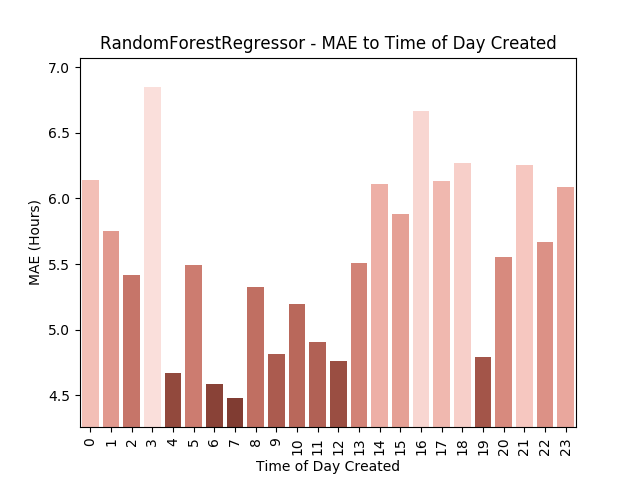 RandomForestRegressor - MAE to Time of Day Created
7.0
6.5
6.0
5.5
5.0
4.5
MAE (Hours)
0 1 2 3 4 5 6 7 8 9 10 11 12 13 14 15 16 17 18 19 20 21 22 23
Time of Day Created